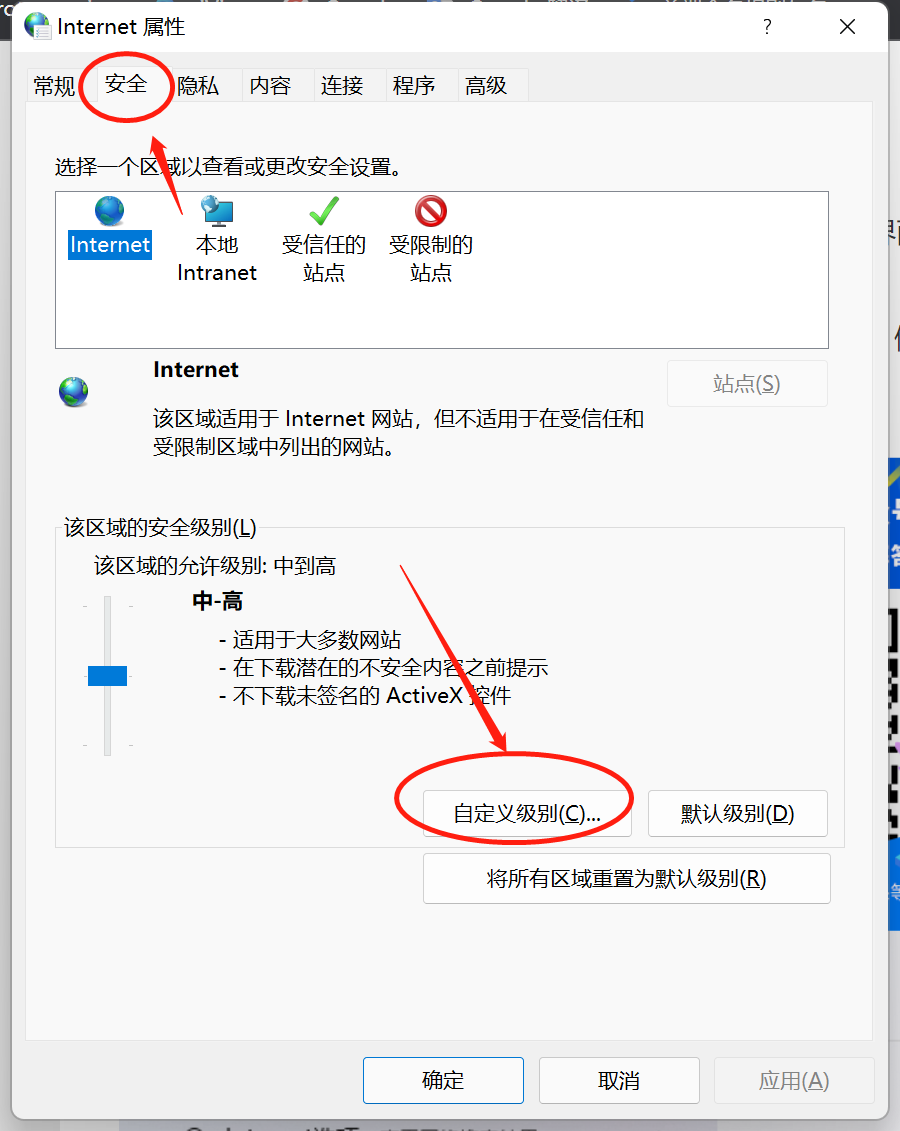 Internet 属性
?
常规 安全 隐私 内容 连接 程序 高级
选择一个区域以查看或更改安全设置。
Internet
本地
Intranet
受信任的
站点
受限制的
站点
Internet
站点(S)
该区域适用于 Internet 网站，但不适用于在受信任和
受限制区域中列出的网站。
该区域的安全级别(L)
该区域的允许级别: 中到高
中-高
- 适用于大多数网站
- 在下载潜在的不安全内容之前提示
- 不下载未签名的 ActiveX 控件
自定义级别(C)... 默认级别(D)
将所有区域重置为默认级别(R)
确定 取消 应用(A)